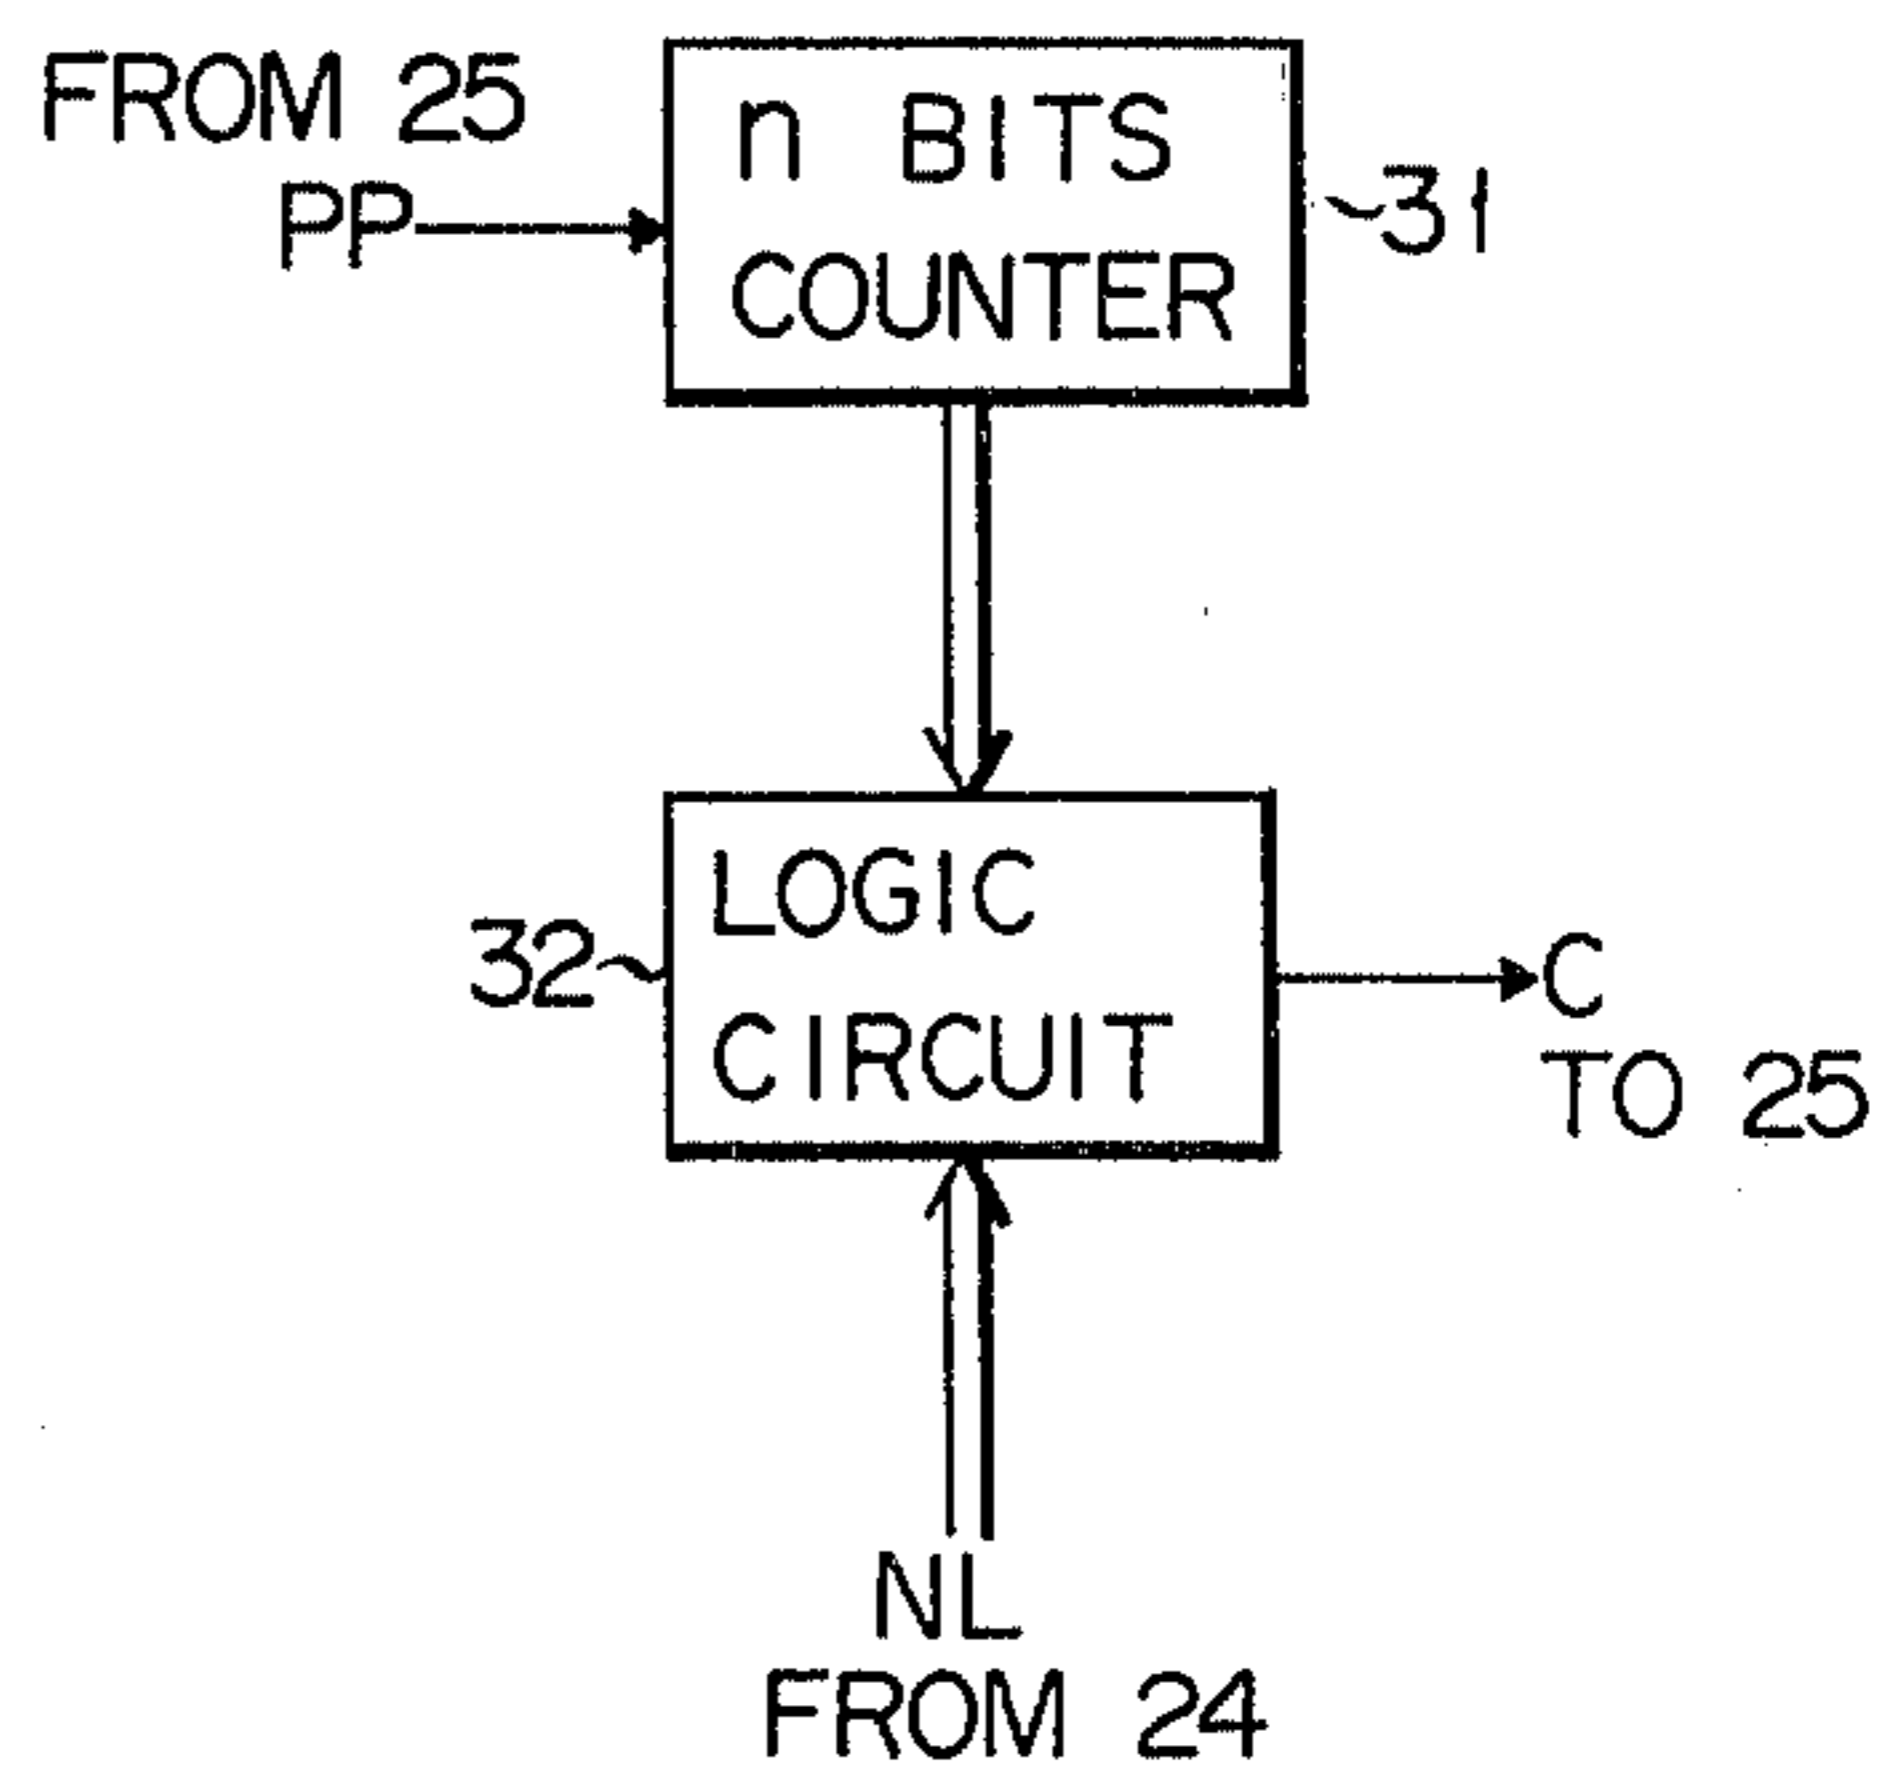 FROM 25
PP
n BITS
COUNTER
31
LOGIC
CIRCUIT
32
C
TO 25
NL
FROM 24